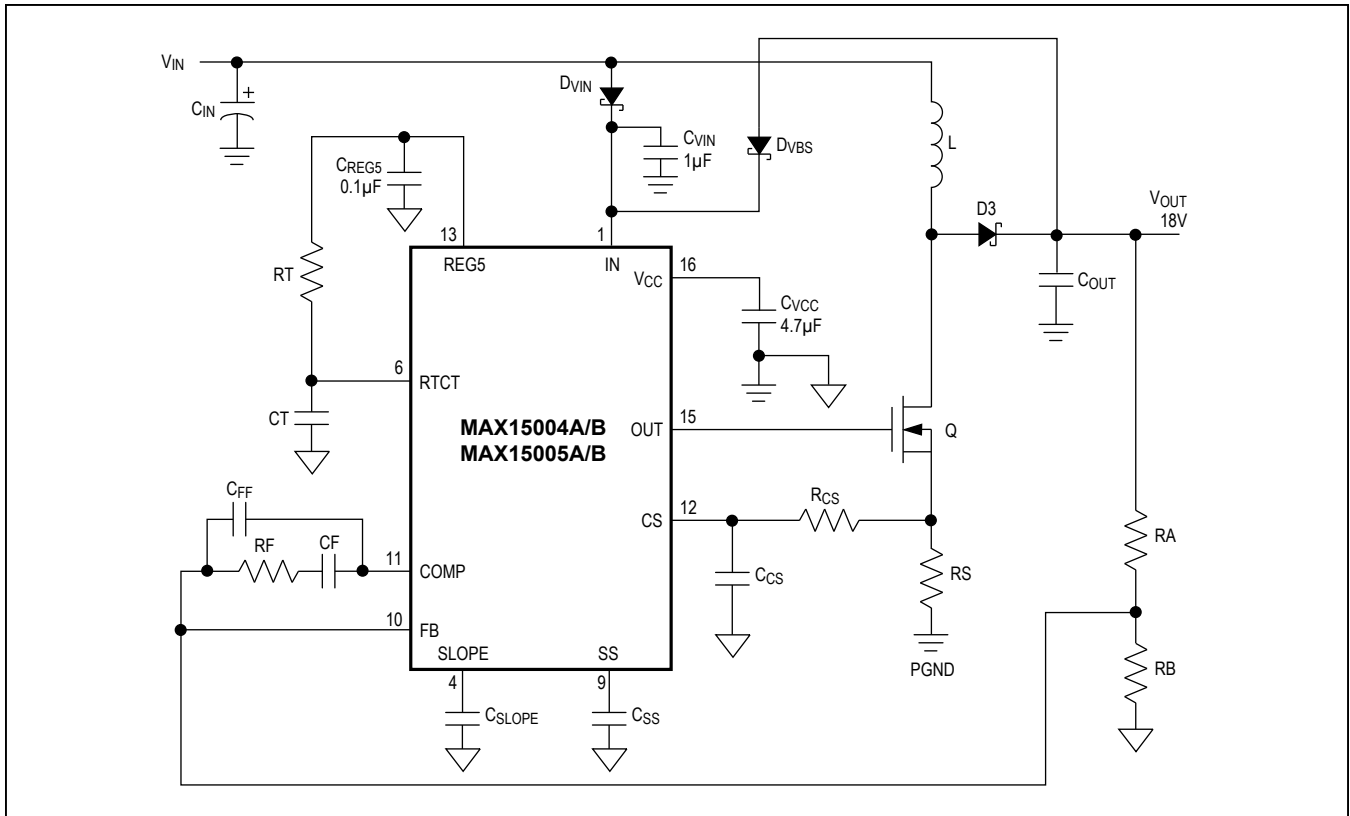 VIN
CIN
+
DVIN
CVIN
1µF
DVBS
L
CREG5
0.1µF
D3
VOUT
18V
COUT
13
1
REG5
IN
RT
VCC
16
CVCC
4.7µF
6
RTCT
CT
MAX15004A/B
MAX15005A/B
OUT
15
Q
CFF
RF
CF
11
COMP
CS
12
RCS
CCS
RS
RA
10
FB
SLOPE
SS
PGND
RB
4
9
CSLOPE
CSS